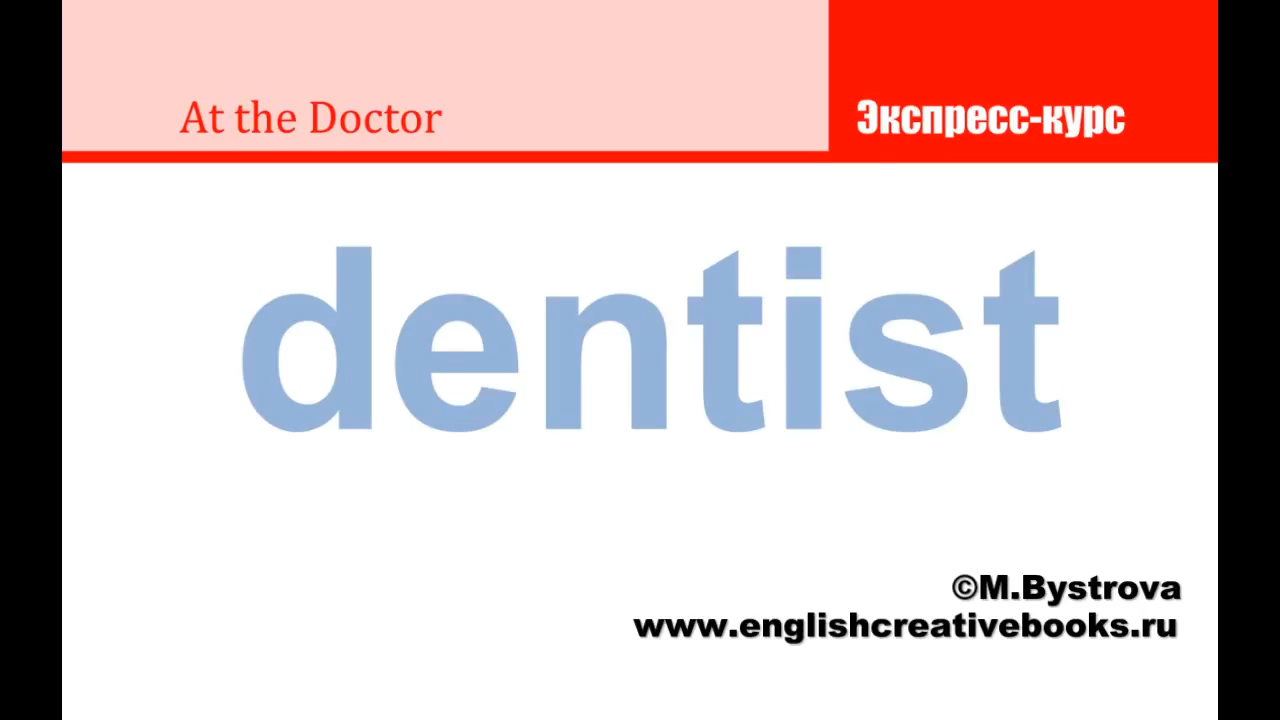 At the Doctor
Экспресс-курс
dentist
©M.Bystrova
www.englishcreativebooks.ru